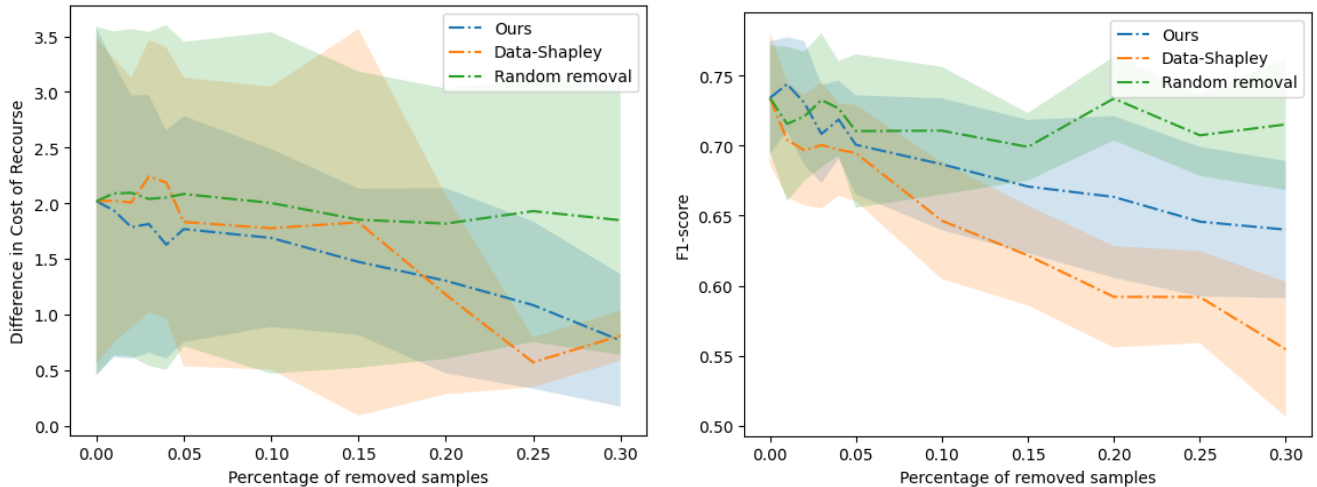 Difference in Cost of Recourse
3.5
3.0
2.5
2.0
1.5
1.0
0.5
0.0
0.00 0.05 0.10 0.15 0.20 0.25 0.30
Percentage of removed samples
Ours
Data-Shapley
Random removal
F1-score
0.75
0.70
0.65
0.60
0.55
0.50
0.00 0.05 0.10 0.15 0.20 0.25 0.30
Percentage of removed samples
Ours
Data-Shapley
Random removal